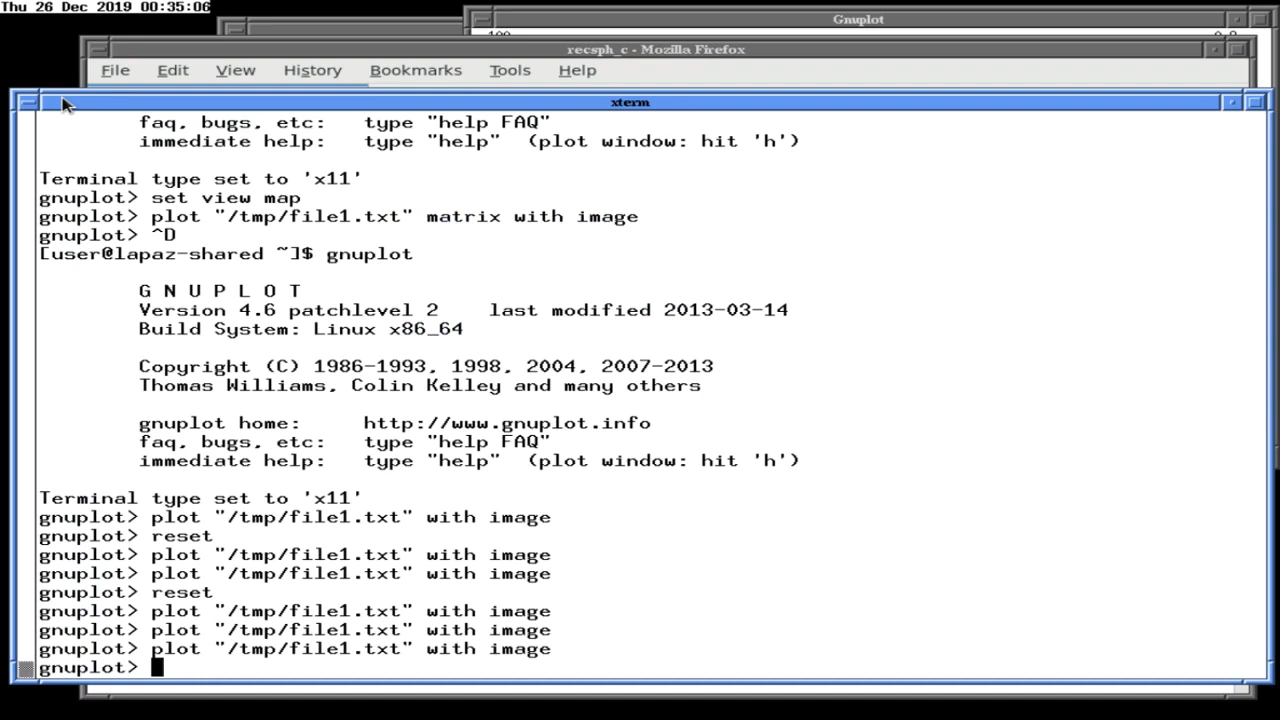 Thu 26 Dec 2019 00:35:06
Gnuplot
recsph_c - Mozilla Firefox
File Edit View History Bookmarks Tools Help
xterm
faq, bugs, etc: type "help FAQ"
immediate help: type "help" (plot window: hit 'h')
Terminal type set to 'x11'
gnuplot> set view map
gnuplot> plot "/tmp/file1.txt" matrix with image
gnuplot> ^D
[user@lapaz-shared ~]$ gnuplot
G N U P L O T
Version 4.6 patchlevel 2 last modified 2013-03-14
Build System: Linux x86_64
Copyright (C) 1986-1993, 1998, 2004, 2007-2013
Thomas Williams, Colin Kelley and many others
gnuplot home: http://www.gnuplot.info
faq, bugs, etc: type "help FAQ"
immediate help: type "help" (plot window: hit 'h')
Terminal type set to 'x11'
gnuplot> plot "/tmp/file1.txt" with image
gnuplot> reset
gnuplot> plot "/tmp/file1.txt" with image
gnuplot> plot "/tmp/file1.txt" with image
gnuplot> reset
gnuplot> plot "/tmp/file1.txt" with image
gnuplot> plot "/tmp/file1.txt" with image
gnuplot> plot "/tmp/file1.txt" with image
gnuplot>